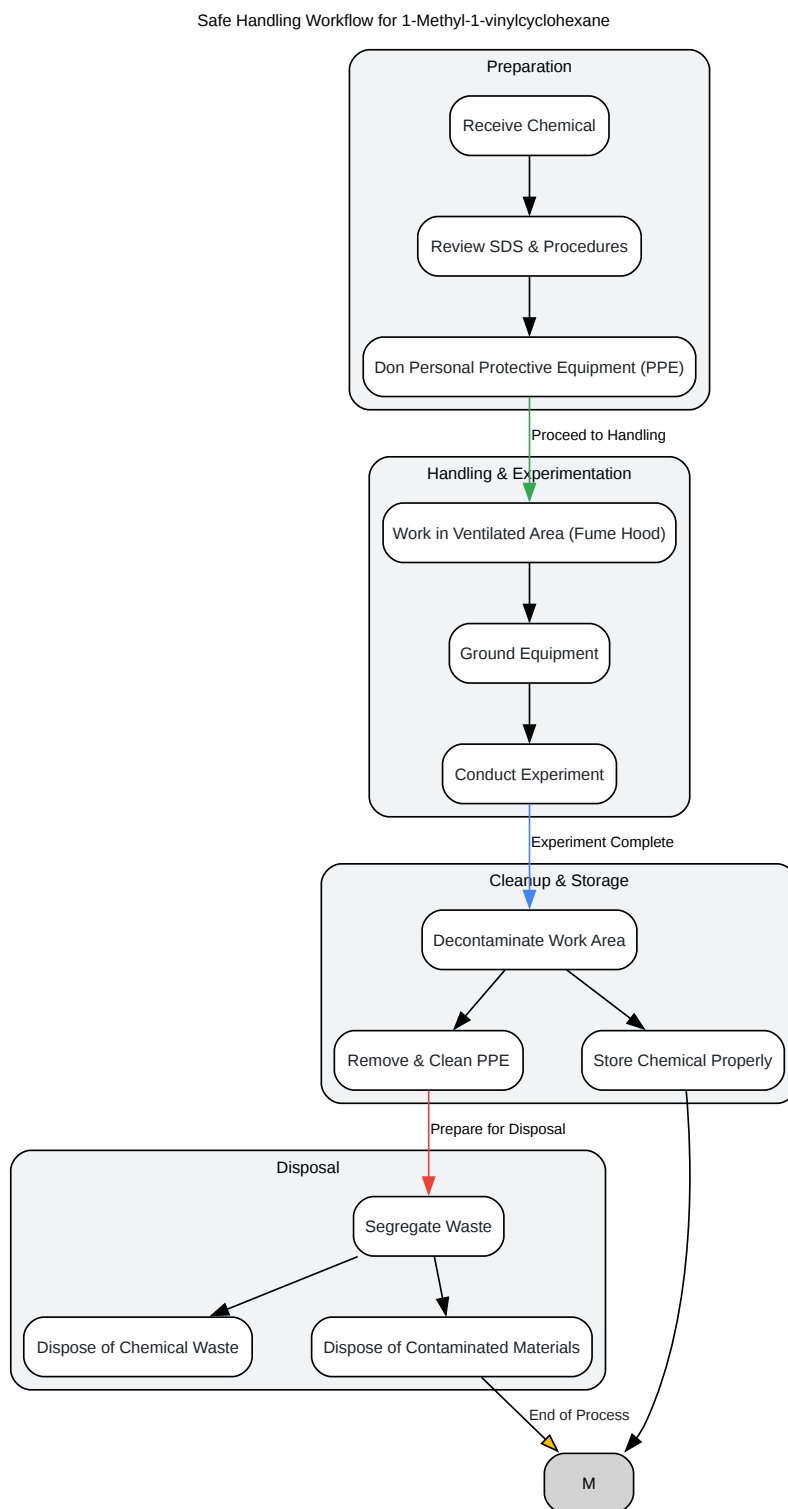 Safe Handling Workflow for 1-Methyl-1-vinylcyclohexane
Preparation
Receive Chemical
Review SDS & Procedures
Don Personal Protective Equipment (PPE)
Proceed to Handling
Handling & Experimentation
Work in Ventilated Area (Fume Hood)
Ground Equipment
Conduct Experiment
Experiment Complete
Cleanup & Storage
Decontaminate Work Area
Remove & Clean PPE
Store Chemical Properly
Prepare for Disposal
Disposal
Segregate Waste
Dispose of Chemical Waste
Dispose of Contaminated Materials
End of Process
M